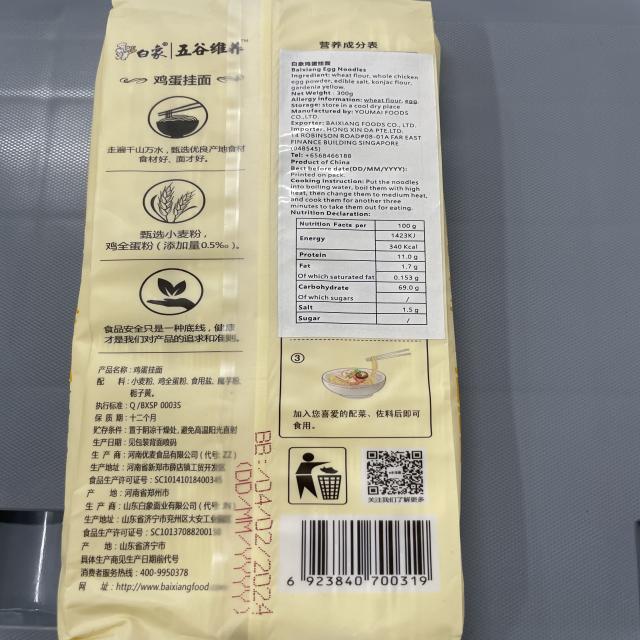 白象 五谷维养™
鸡蛋挂面
走遍千山万水，甄选优良产地食材
食材好、面才好。
甄选小麦粉，
鸡全蛋粉（添加量0.5‰）。
食品安全只是一种底线，健康
才是我们对产品的追求和准则。
产品名称：鸡蛋挂面
配 料：小麦粉、鸡全蛋粉、食用盐、魔芋粉、
栀子黄。
执行标准：Q/BXSP 0003S
保 质 期：十二个月
贮存条件：置于阴凉干燥处，避免高温阳光直射
生产日期：见包装背面喷码
生 产 商：河南优麦食品有限公司（代号：ZZ）
生产地址：河南省新郑市薛店镇工贸开发区
食品生产许可证号：SC10141018400345
产 地：河南省郑州市
生 产 商：山东白象面业有限公司（代号：JN
生产地址：山东省济宁市兖州区大安工业
食品生产许可证号：SC1013708820015
产 地：山东省济宁市
具体生产商见生产日期前代号
消费者服务热线：400-9950378
网 址：http://www.baixiangfood.com
BB:
04/02/2024
(DD/MM/YYYY)
营养成分表
白象鸡蛋挂面
Baixiang Egg Noodles
Ingredient: wheat flour, whole chicken
egg powder, edible salt, konjac flour,
gardenia yellow.
Net Weight: 300g
Allergy information: wheat flour, egg
Storage: store in a cool dry place
Manufactured by: YOUMAI FOODS
CO.,LTD.
Exporter: BAIXIANG FOODS CO., LTD.
Importer: HONG XIN DA PTE.LTD.
14 ROBINSON ROAD#08-01A FAR EAST
FINANCE BUILDING SINGAPORE
(048545)
Tel: +6568466188
Product of China
Best before date(DD/MM/YYYY):
Printed on pack.
Cooking Instruction: Put the noodles
into boiling water, boil them with high
heat, then change them to medium heat,
and cook them for another three
minutes to take them out for eating.
Nutrition Declaration:
Nutrition Facts per 100 g
Energy 1423KJ
340 Kcal
Protein 11.0 g
Fat 1.7 g
Of which saturated fat 0.153 g
Carbohydrate 69.0 g
Of which sugars /
Salt 1.5 g
Sugar /
③
加入您喜爱的配菜、佐料后即可
食用。
关注我们了解更多
6 923840 700319